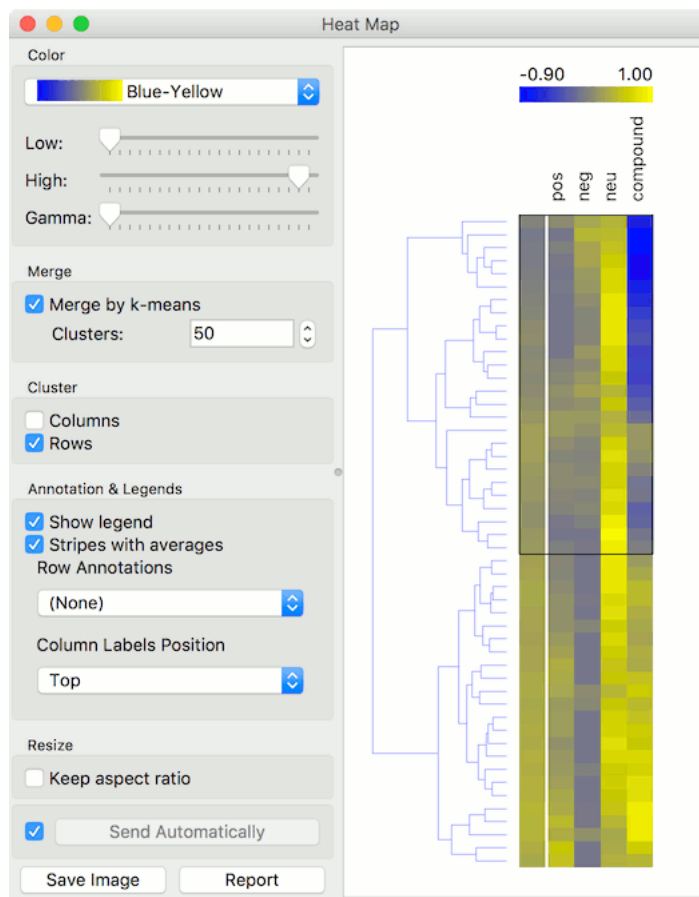 Heat Map
Color
Blue-Yellow
Low:
High:
Gamma:
Merge
Merge by k-means
Clusters: 50
Cluster
Columns
Rows
Annotation & Legends
Show legend
Stripes with averages
Row Annotations
(None)
Column Labels Position
Top
Resize
Keep aspect ratio
Send Automatically
Save Image Report
-0.90 1.00
pos
neg
neu
compound